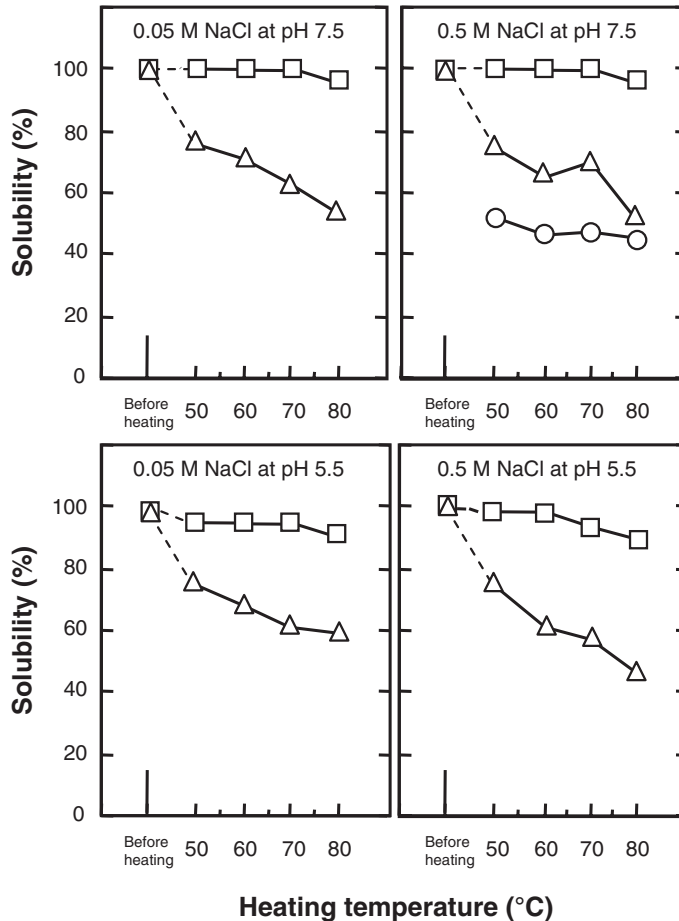 0.05 M NaCl at pH 7.5
0.5 M NaCl at pH 7.5
Solubility (%)
100
80
60
40
20
0
Before
heating
50 60 70 80
Before
heating
50 60 70 80
0.05 M NaCl at pH 5.5
0.5 M NaCl at pH 5.5
Solubility (%)
100
80
60
40
20
0
Before
heating
50 60 70 80
Before
heating
50 60 70 80
Heating temperature (°C)